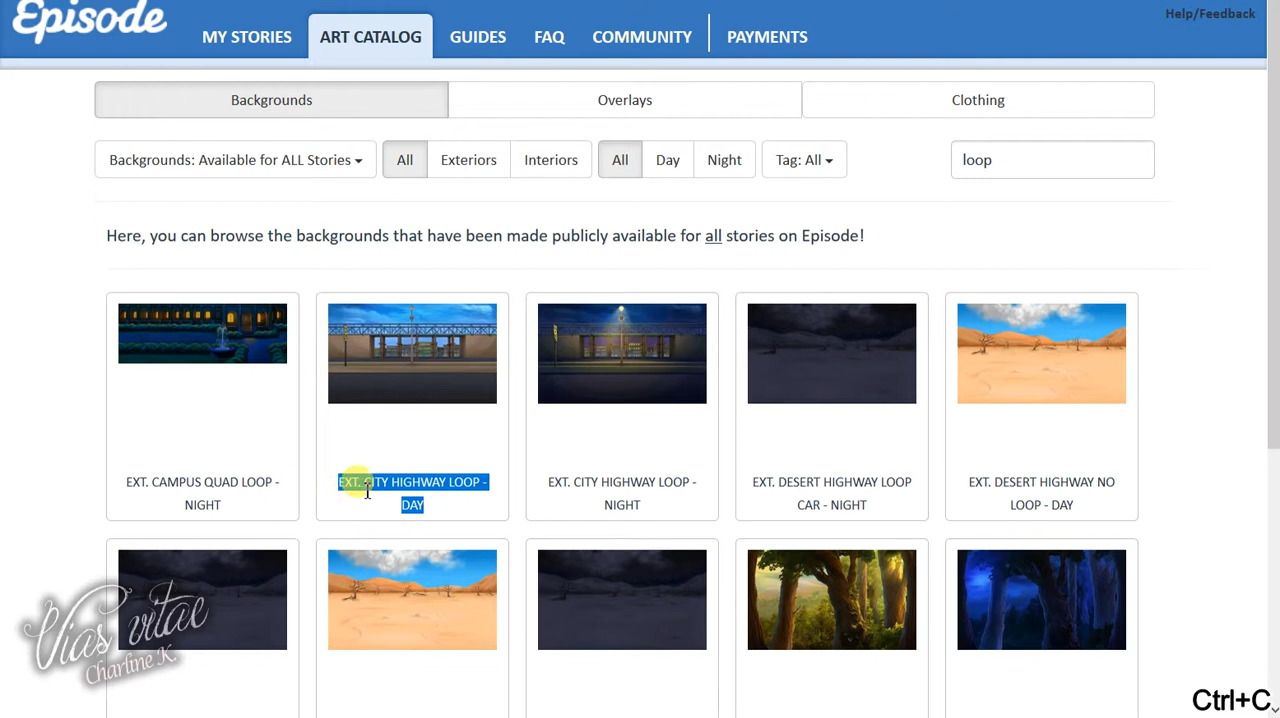 Episode
Help/Feedback
MY STORIES
ART CATALOG
GUIDES
FAQ
COMMUNITY
PAYMENTS
Backgrounds
Overlays
Clothing
Backgrounds: Available for ALL Stories
All
Exteriors
Interiors
All
Day
Night
Tag: All
loop
Here, you can browse the backgrounds that have been made publicly available for all stories on Episode!
EXT. CAMPUS QUAD LOOP -
NIGHT
EXT. CITY HIGHWAY LOOP -
DAY
EXT. CITY HIGHWAY LOOP -
NIGHT
EXT. DESERT HIGHWAY LOOP
CAR - NIGHT
EXT. DESERT HIGHWAY NO
LOOP - DAY
Vias vitae
Charline K.
Ctrl+C